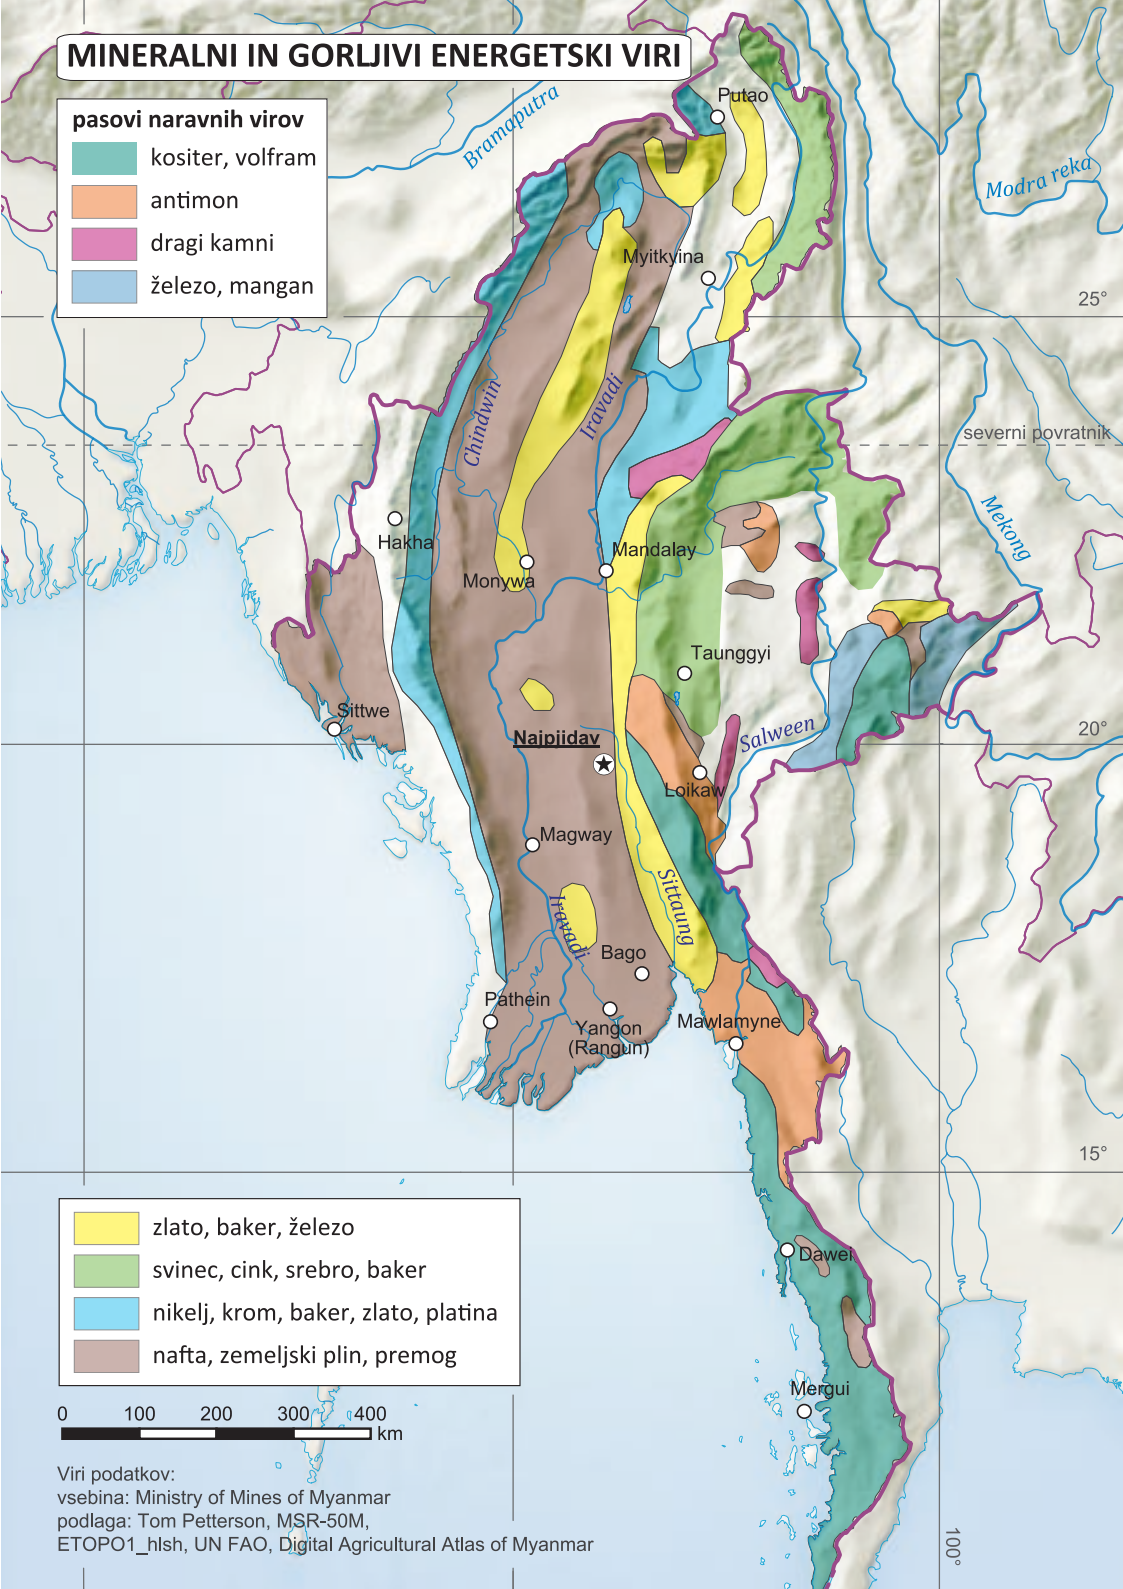 MINERALNI IN GORLJIVI ENERGETSKI VIRI
pasovi naravnih virov
kositer, volfram
antimon
dragi kamni
železo, mangan
Putao
Bramaputra
Modra reka
Myitkyina
25°
Chindwin
Iravadi
severni povratnik
Mekong
Hakha
Mandalay
Monywa
Taunggyi
Sittwe
Salween
20°
Najpjidav
Loikaw
Magway
Sittaung
Iravadi
Bago
Pathein
Yangon
(Rangun)
Mawlamyne
15°
zlato, baker, železo
svinec, cink, srebro, baker
nikelj, krom, baker, zlato, platina
nafta, zemeljski plin, premog
Dawei
Mergui
0 100 200 300 400
km
Viri podatkov:
vsebina: Ministry of Mines of Myanmar
podlaga: Tom Petterson, MSR-50M,
ETOPO1_hlsh, UN FAO, Digital Agricultural Atlas of Myanmar
100°